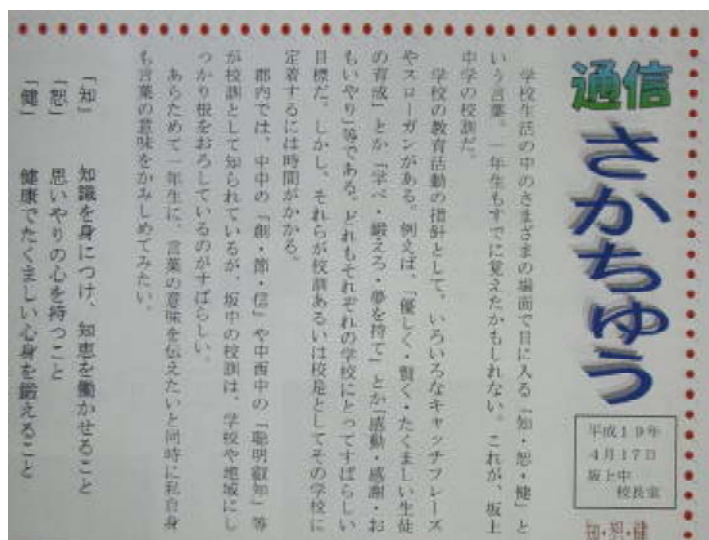 通信
さかちゅう
平成19年
4月17日
坂上中
校長室
知・恕・健
学校生活の中のさまざまの場面で目に入る「知・恕・健」と
いう言葉。一年生もすでに覚えたかもしれない。これが、坂上
中学の校訓だ。
学校の教育活動の指針として、いろいろなキャッチフレーズ
やスローガンがある。例えば、「優しく・賢く・たくましい生徒
の育成」とか「学べ・鍛えろ・夢を持て」とか「感動・感謝・お
もいやり」等である。どれもそれぞれの学校にとってすばらしい
目標だ。しかし、それらが校訓あるいは校是としてその学校に
定着するには時間がかかる。
郡内では、中中の「創・節・信」や中西中の「聡明叡知」等
が校訓として知られているが、坂中の校訓は、学校や地域にし
っかり根をおろしているのがすばらしい。
あらためて一年生に、言葉の意味を伝えたいと同時に私自身
も言葉の意味をかみしめてみたい。
「知」 知識を身につけ、知恵を働かせること
「恕」 思いやりの心を持つこと
「健」 健康でたくましい心身を鍛えること